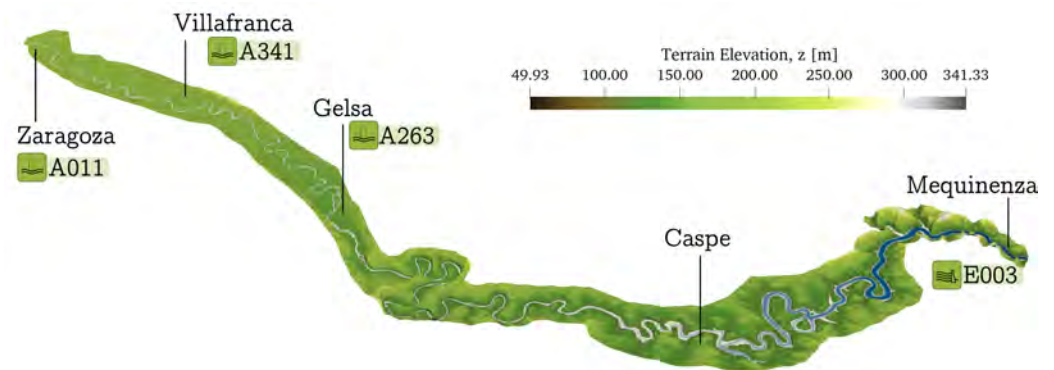 Villafranca
A341
Terrain Elevation, z [m]
49.93 100.00 150.00 200.00 250.00 300.00 341.33
Gelsa
A263
Zaragoza
A011
Mequinenza
Caspe
E003